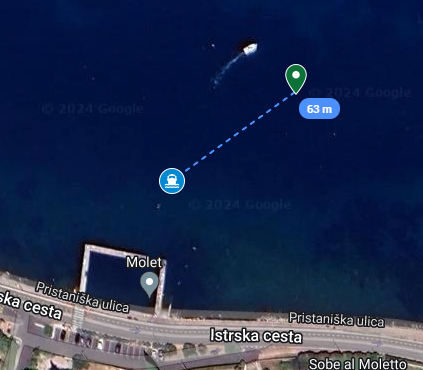 © 2024 Google
© 2024 Google
63 m
© 2024 Google
Molet
Pristaniška ulica
ska cesta
Istrska cesta
Pristaniška ulica
Sobe al Moletto